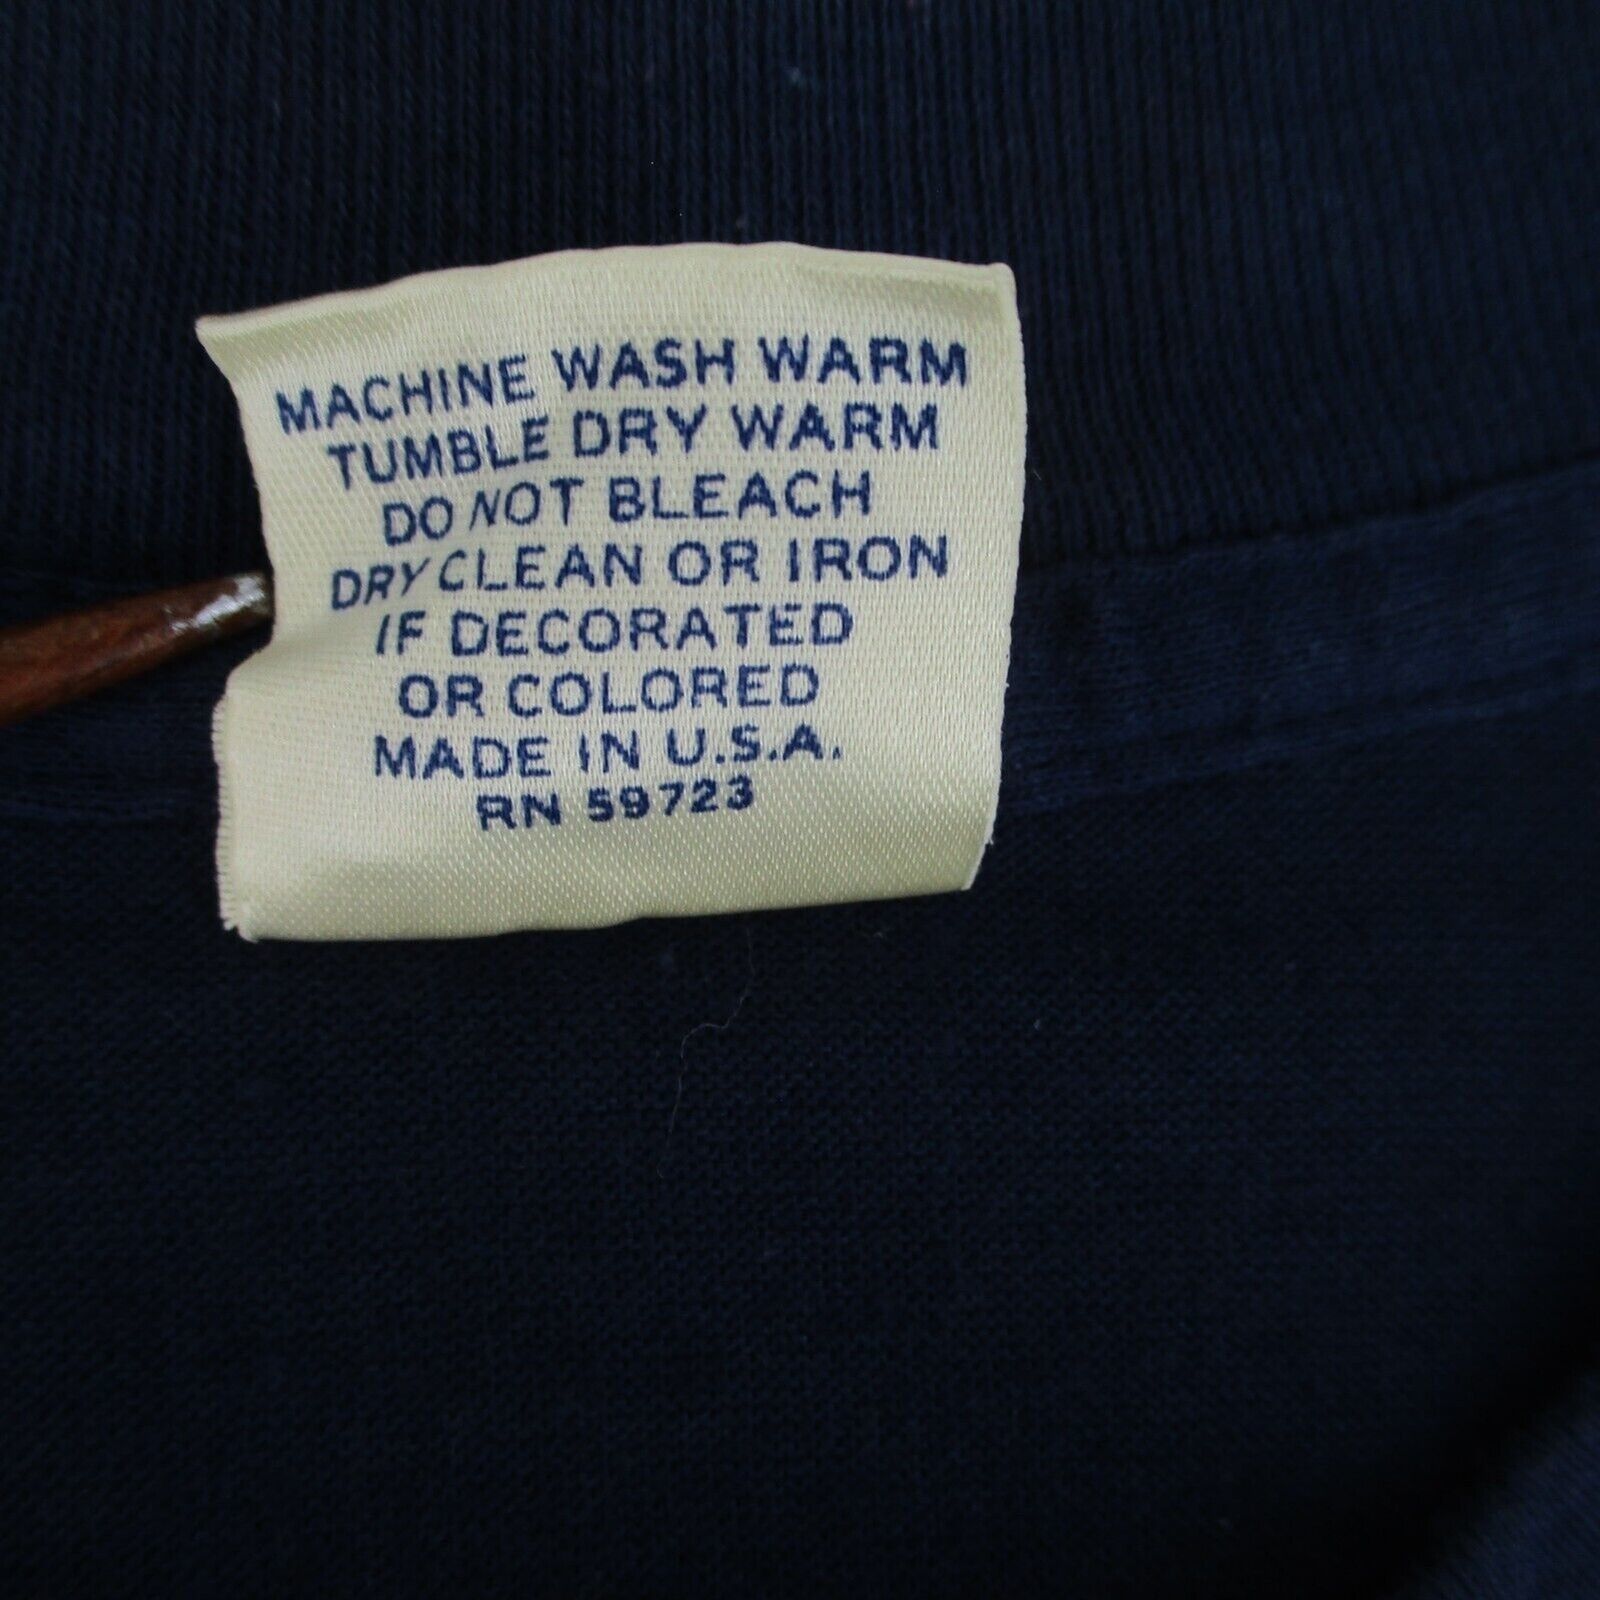 MACHINE WASH WARM
TUMBLE DRY WARM
DO NOT BLEACH
DRY CLEAN OR IRON
IF DECORATED
OR COLORED
MADE IN U.S.A.
RN 59723